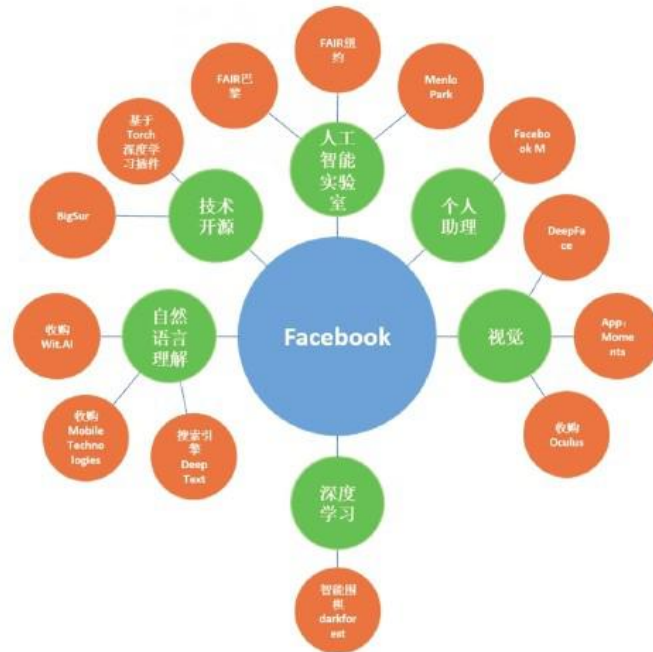 FAIR纽
约
FAIR巴
黎
Menlo
Park
基于
Torch
深度学
习插件
人工
智能
实验
室
Facebo
ok M
BigSur
技术
开源
个人
助理
DeepFa
ce
收购
Wit.AI
自然
语言
理解
Facebook
视觉
App：
Mome
nts
收购
Mobile
Techno
logies
搜索引
擎
Deep
Text
收购
Oculus
深度
学习
智能围
棋
darkfor
est